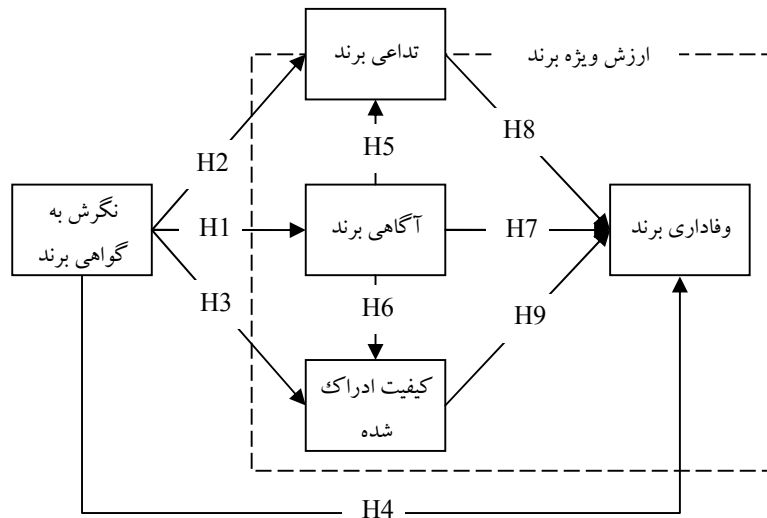 تداعی برند
ارزش ویژه برند
H8
H5
H2
نگرش به
گواهی برند
H1
آگاهی برند
H7
وفاداری برند
H3
H6
H9
کیفیت ادراك
شده
H4